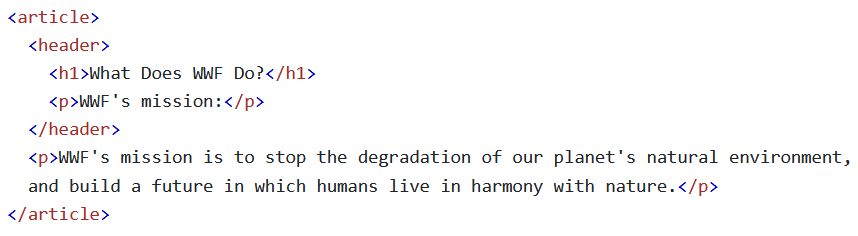 <article>
<header>
<h1>What Does WWF Do?</h1>
<p>WWF's mission:</p>
</header>
<p>WWF's mission is to stop the degradation of our planet's natural environment,
and build a future in which humans live in harmony with nature.</p>
</article>